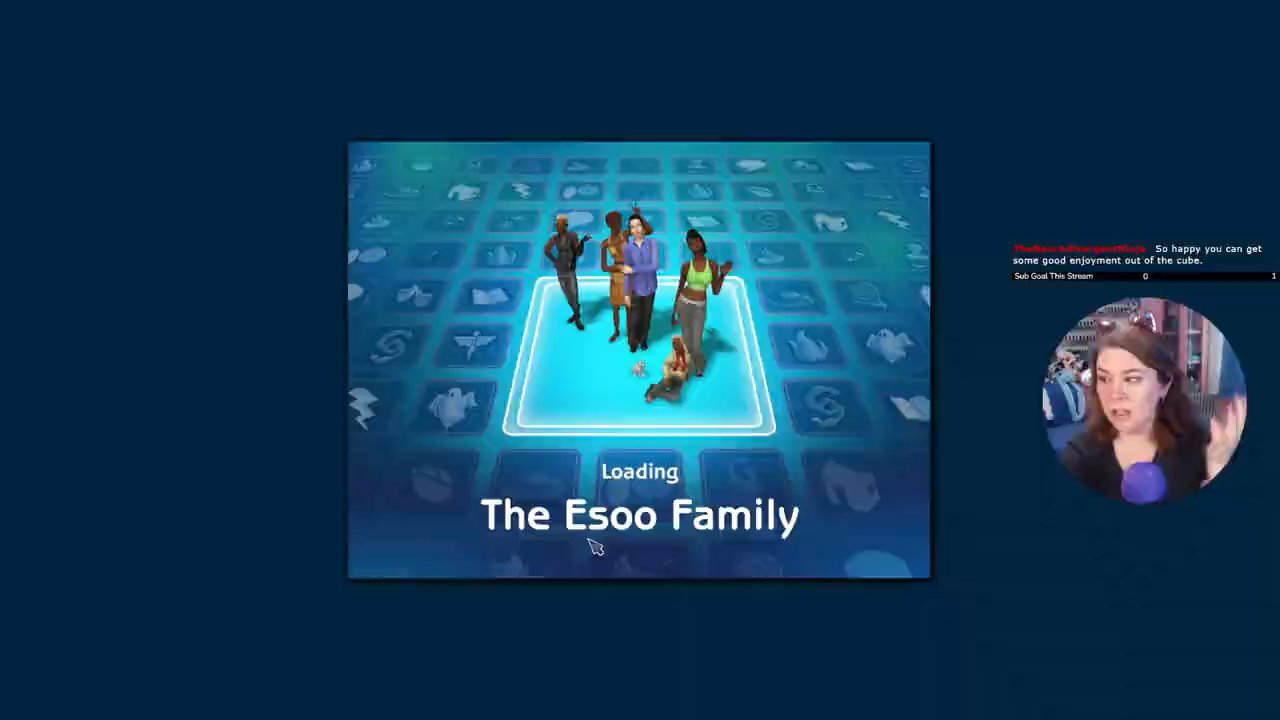 So happy you can get
some good enjoyment out of the cube.
Sub Goal This Stream 0 1
Loading
The Esoo Family